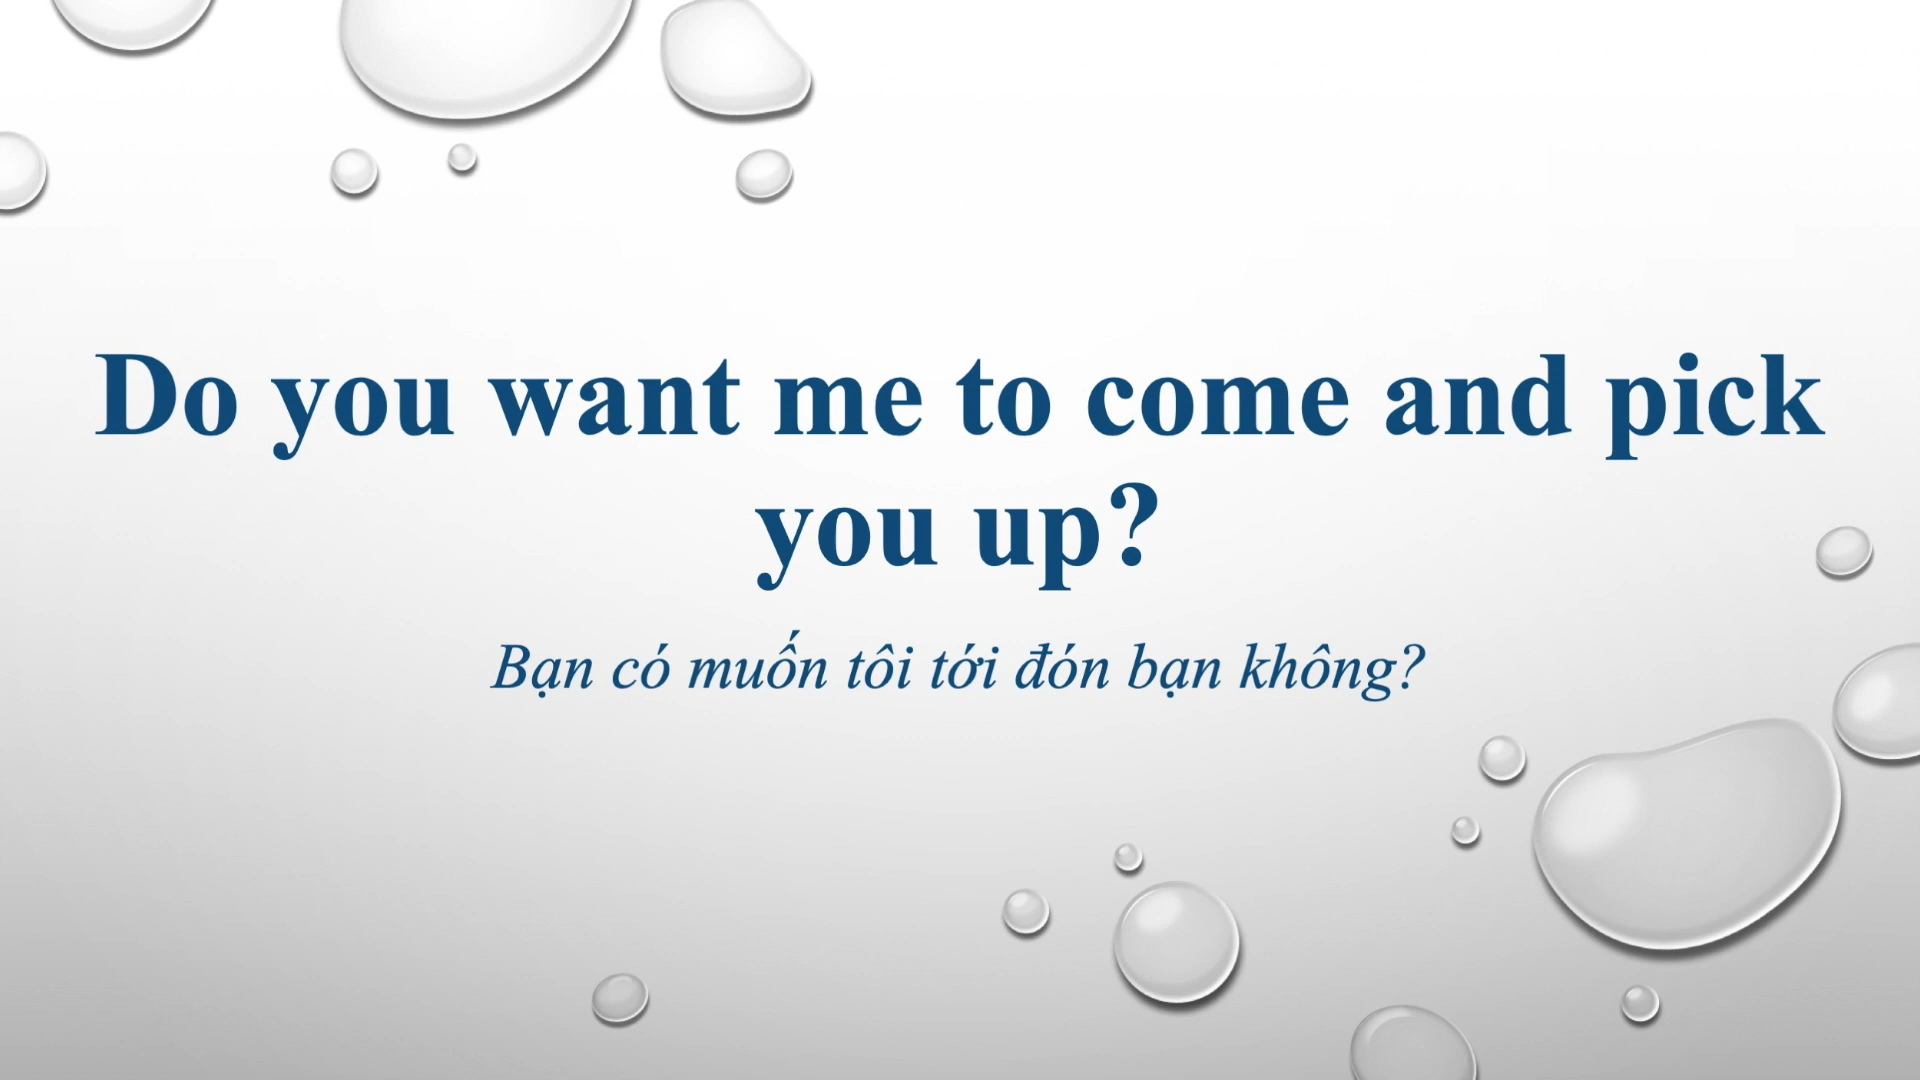 Do you want me to come and pick
you up?
Bạn có muốn tôi tới đón bạn không?